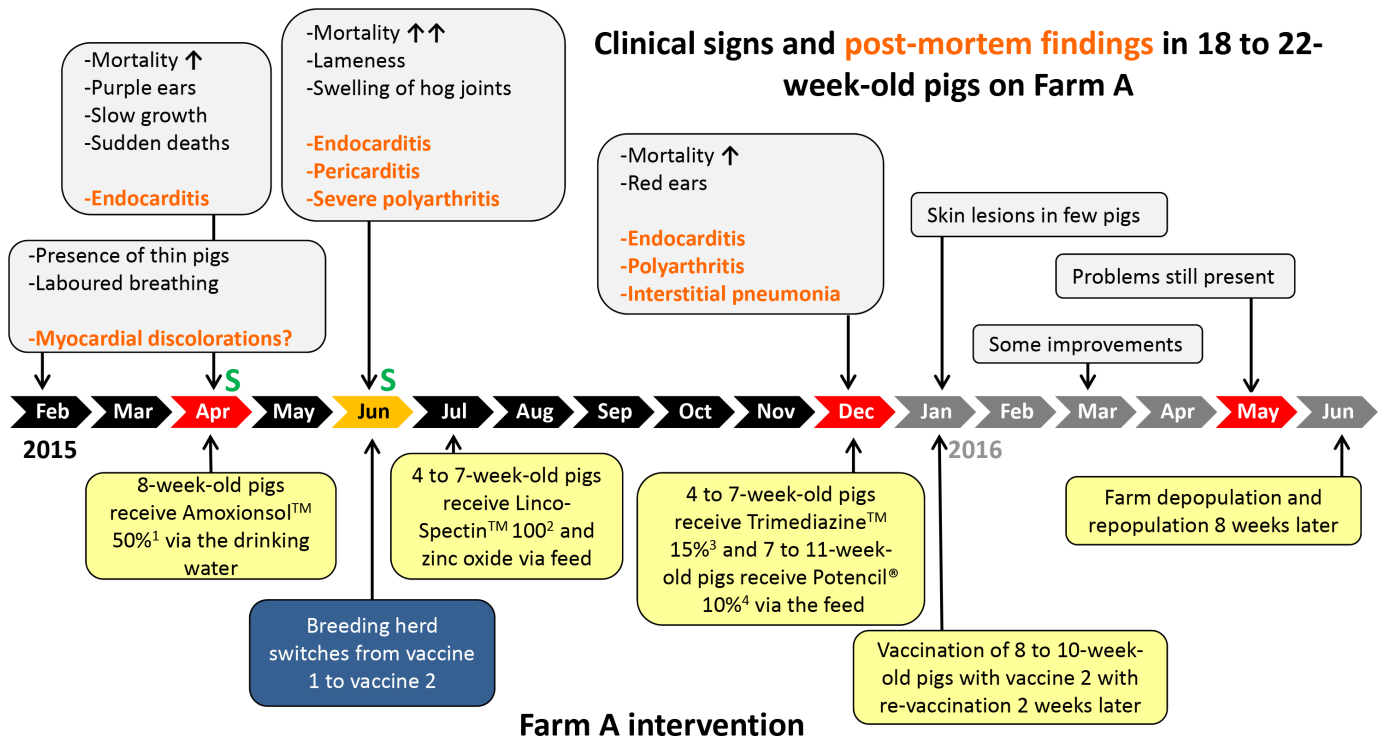 Clinical signs and post-mortem findings in 18 to 22-
week-old pigs on Farm A
-Mortality ↑
-Purple ears
-Slow growth
-Sudden deaths
-Endocarditis
-Presence of thin pigs
-Laboured breathing
-Myocardial discolorations?
-Mortality ↑↑
-Lameness
-Swelling of hog joints
-Endocarditis
-Pericarditis
-Severe polyarthritis
-Mortality ↑
-Red ears
-Endocarditis
-Polyarthritis
-Interstitial pneumonia
Skin lesions in few pigs
Problems still present
Some improvements
S
S
Feb Mar Apr May Jun Jul Aug Sep Oct Nov Dec Jan Feb Mar Apr May Jun
2015
2016
8-week-old pigs
receive Amoxionsol™
50%¹ via the drinking
water
Breeding herd
switches from vaccine
1 to vaccine 2
4 to 7-week-old pigs
receive Linco-
Spectin™ 100² and
zinc oxide via feed
4 to 7-week-old pigs
receive Trimediazine™
15%³ and 7 to 11-week-
old pigs receive Potencil®
10%⁴ via the feed
Vaccination of 8 to 10-week-
old pigs with vaccine 2 with
re-vaccination 2 weeks later
Farm depopulation and
repopulation 8 weeks later
Farm A intervention